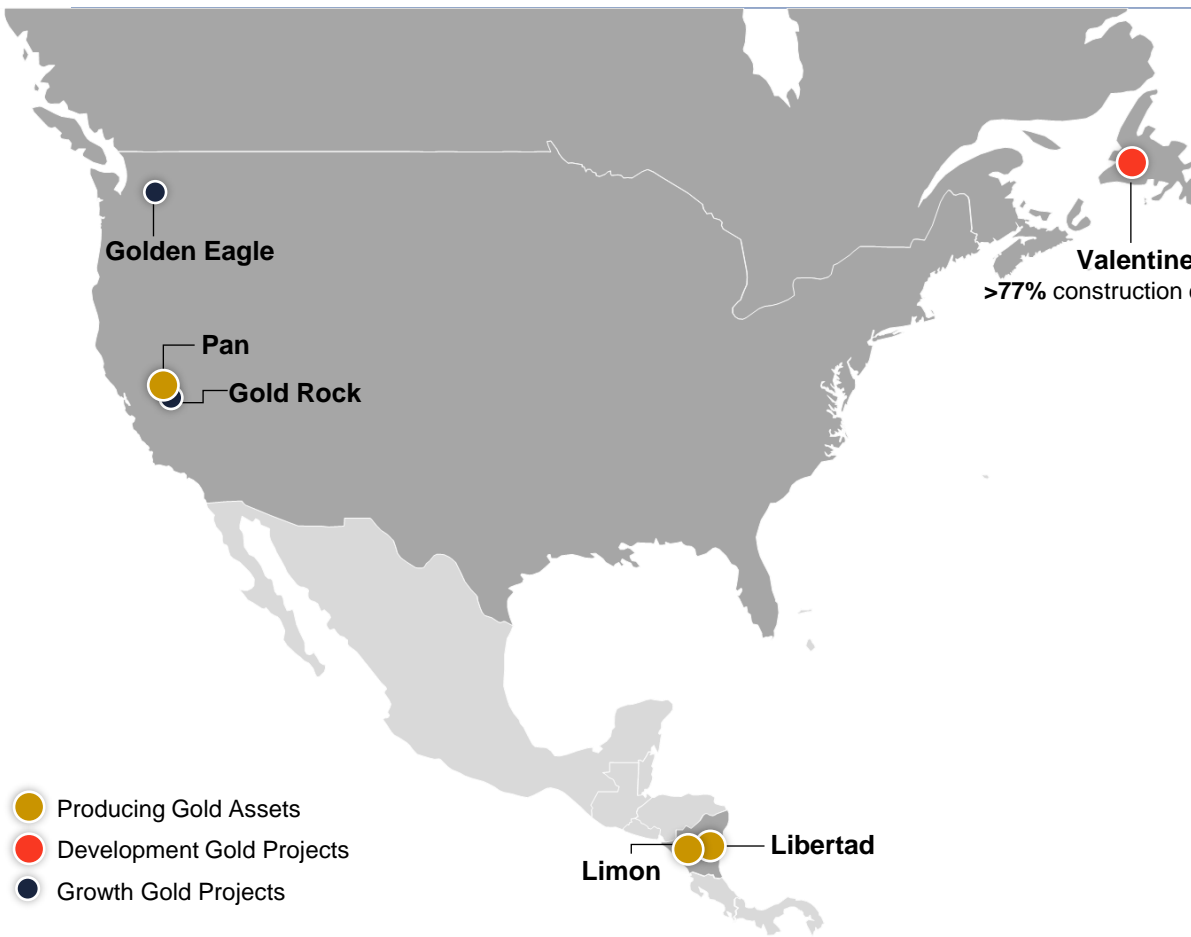 Golden Eagle
Valentine
>77% construction
Pan
Gold Rock
Producing Gold Assets
Development Gold Projects
Growth Gold Projects
Limon
Libertad